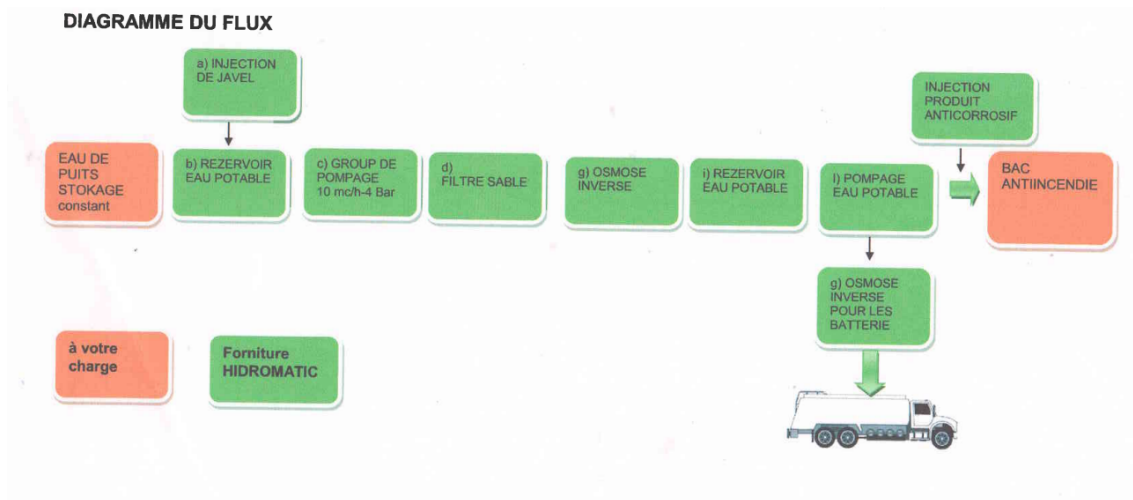 DIAGRAMME DU FLUX
a) INJECTION
DE JAVEL
INJECTION
PRODUIT
ANTICORROSIF
EAU DE
PUITS
STOKAGE
constant
b) REZERVOIR
EAU POTABLE
c) GROUP DE
POMPAGE
10 mc/h-4 Bar
d)
FILTRE SABLE
g) OSMOSE
INVERSE
i) REZERVOIR
EAU POTABLE
l) POMPAGE
EAU POTABLE
BAC
ANTIINCENDIE
g) OSMOSE
INVERSE
POUR LES
BATTERIE
à votre
charge
Forniture
HIDROMATIC